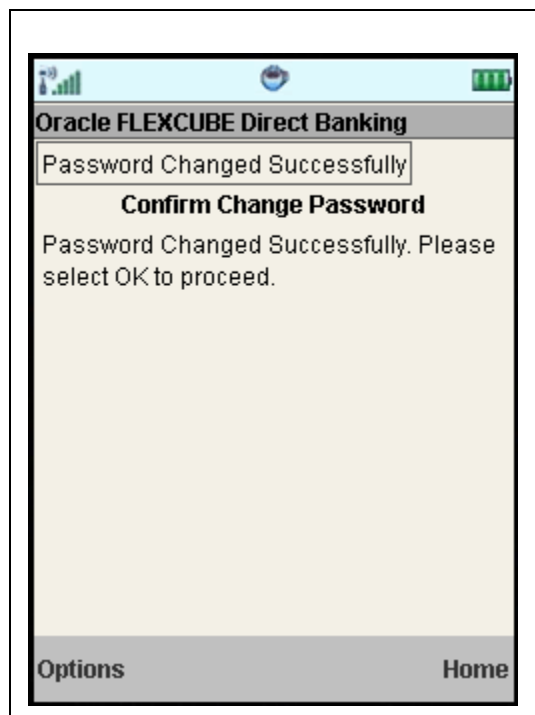 Oracle FLEXCUBE Direct Banking
Password Changed Successfully
Confirm Change Password
Password Changed Successfully. Please
select OK to proceed.
Options Home